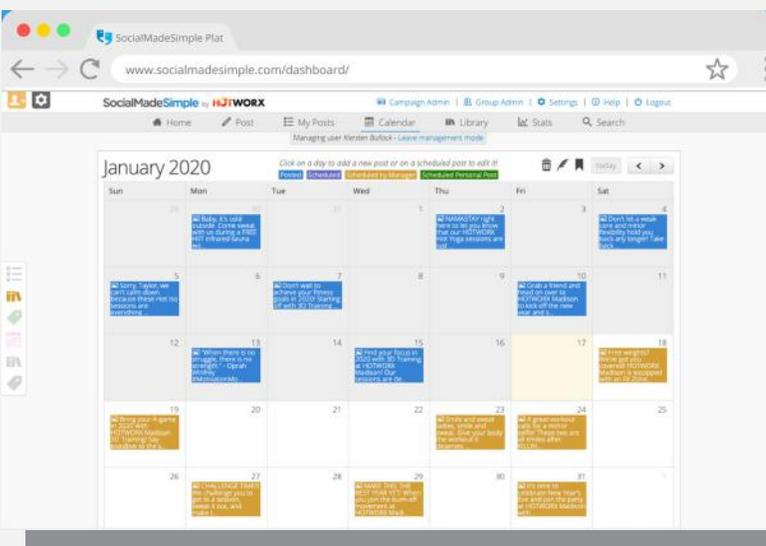 SocialMadeSimple Plat
www.socialmadesimple.com/dashboard/
SocialMadeSimple by HOTWORX
Campaign Admin | Group Admin | Settings | Help | Logout
Home Post My Posts Calendar Library Stats Search
Managing user Kiersten Bullock - Leave management mode
January 2020
Click on a day to add a new post or on a scheduled post to edit it!
Posted Scheduled Scheduled by Manager Scheduled Personal Post
today
Sun Mon Tue Wed Thu Fri Sat
29 30 31 1 2 3 4
Baby, it's cold
outside. Come sweat
with us during a FREE
HIIT infrared sauna
NAMASTAY right
here to let you know
that our HOTWORX
Hot Yoga sessions are
Don't let a weak
core and minor
flexibility hold you
back any longer! Take
back
5 6 7 8 9 10 11
Sorry, Taylor, we
can't calm down
because these Hot Iso
sessions are
everything
Don't wait to
achieve your fitness
goals in 2020! Starting
off with 3D Training
Grab a friend and
head on over to
HOTWORX Madison
to kick off the new
year and
12 13 14 15 16 17 18
"When there is no
struggle, there is no
strength." - Oprah
Winfrey
Find your focus in
2020 with 3D Training
at HOTWORX
Madison! Our
sessions are
Free weights?
We've got you
covered! HOTWORX
Madison is equipped
with an FX Zone
19 20 21 22 23 24 25
Bring your A-game
in 2020 with
HOTWORX Madison
3D Training! Say
goodbye to the
Smile and sweat
ladies, smile and
sweat. Give your body
the workout it
deserves
A great workout
calls for a mirror
selfie! These two are
all smiles after
26 27 28 29 30 31 1
CHALLENGE TIME!!
We challenge you to
get to a session,
sweat it out, and
MAKE THIS THE
BEST YEAR YET! When
you join the burn-off
movement at
HOTWORX
It's time to
celebrate New Year's
Eve and join the party
at HOTWORX Madison
with